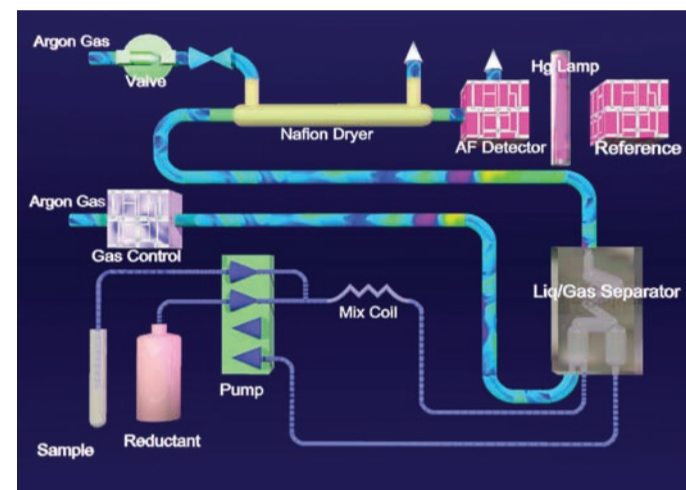 Argon Gas
Valve
Hg Lamp
Nafion Dryer
AF Detector
Reference
Argon Gas
Gas Control
Liq/Gas Separator
Mix Coil
Pump
Sample
Reductant